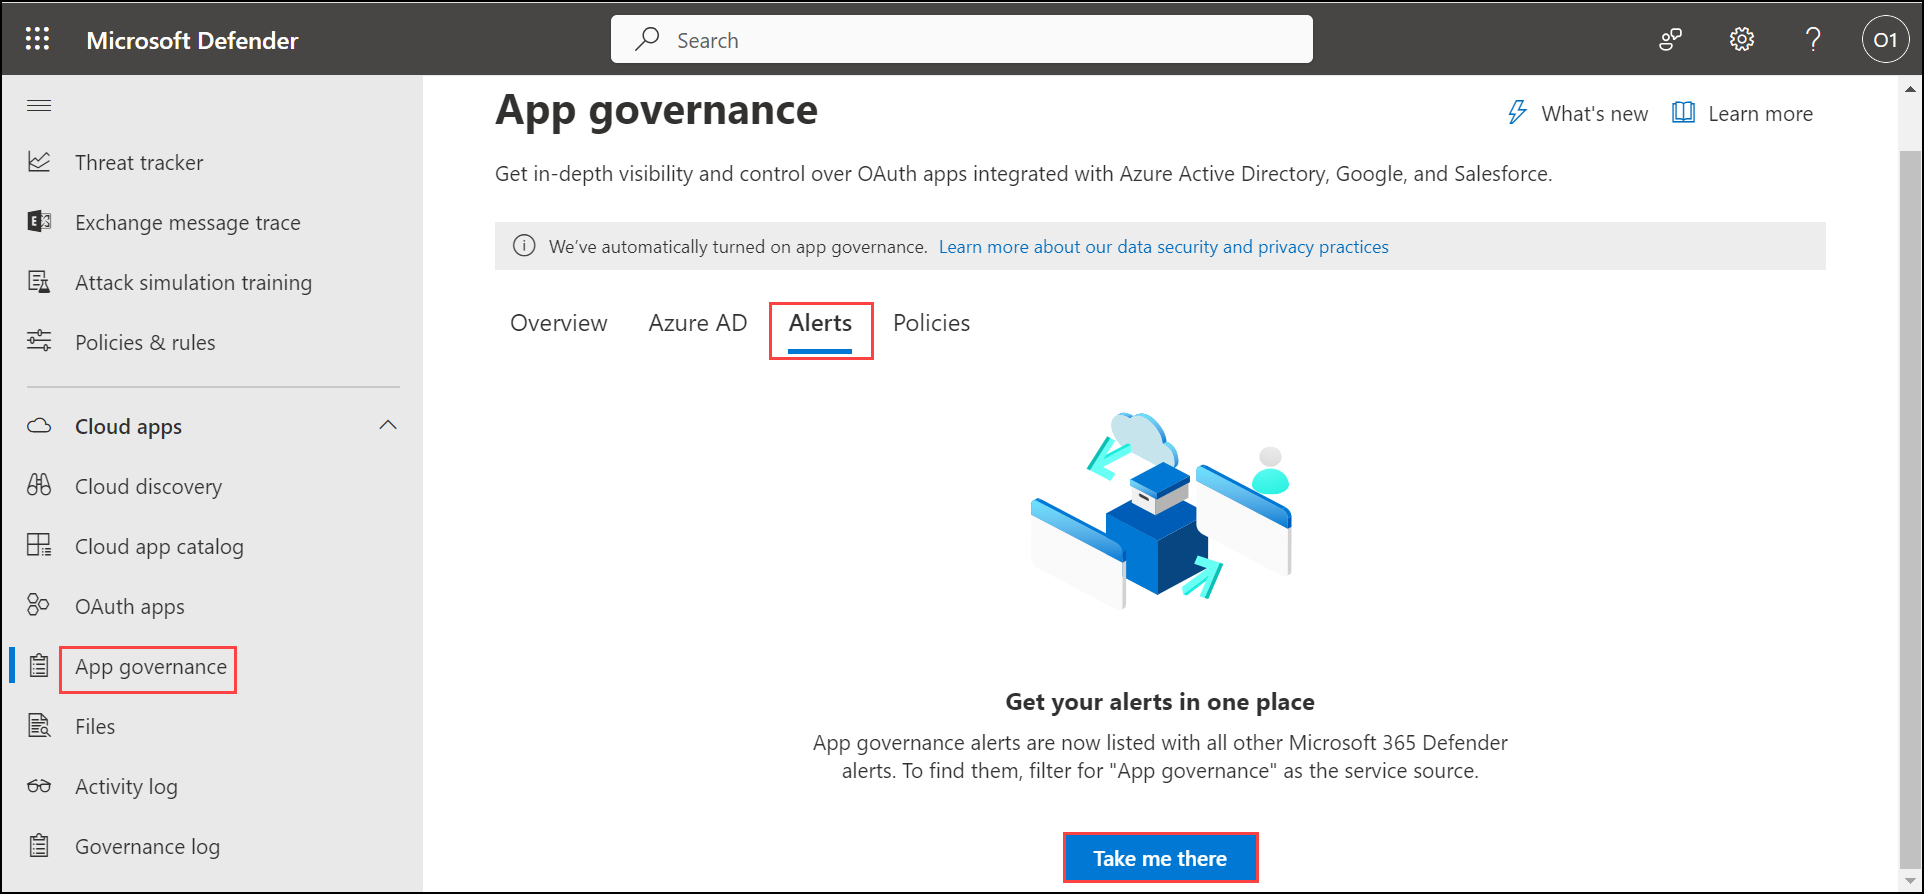 Microsoft Defender
Search
O1
Threat tracker
Exchange message trace
Attack simulation training
Policies & rules
Cloud apps
Cloud discovery
Cloud app catalog
OAuth apps
App governance
Files
Activity log
Governance log
App governance
What's new
Learn more
Get in-depth visibility and control over OAuth apps integrated with Azure Active Directory, Google, and Salesforce.
We've automatically turned on app governance. Learn more about our data security and privacy practices
Overview Azure AD Alerts Policies
Get your alerts in one place
App governance alerts are now listed with all other Microsoft 365 Defender
alerts. To find them, filter for "App governance" as the service source.
Take me there